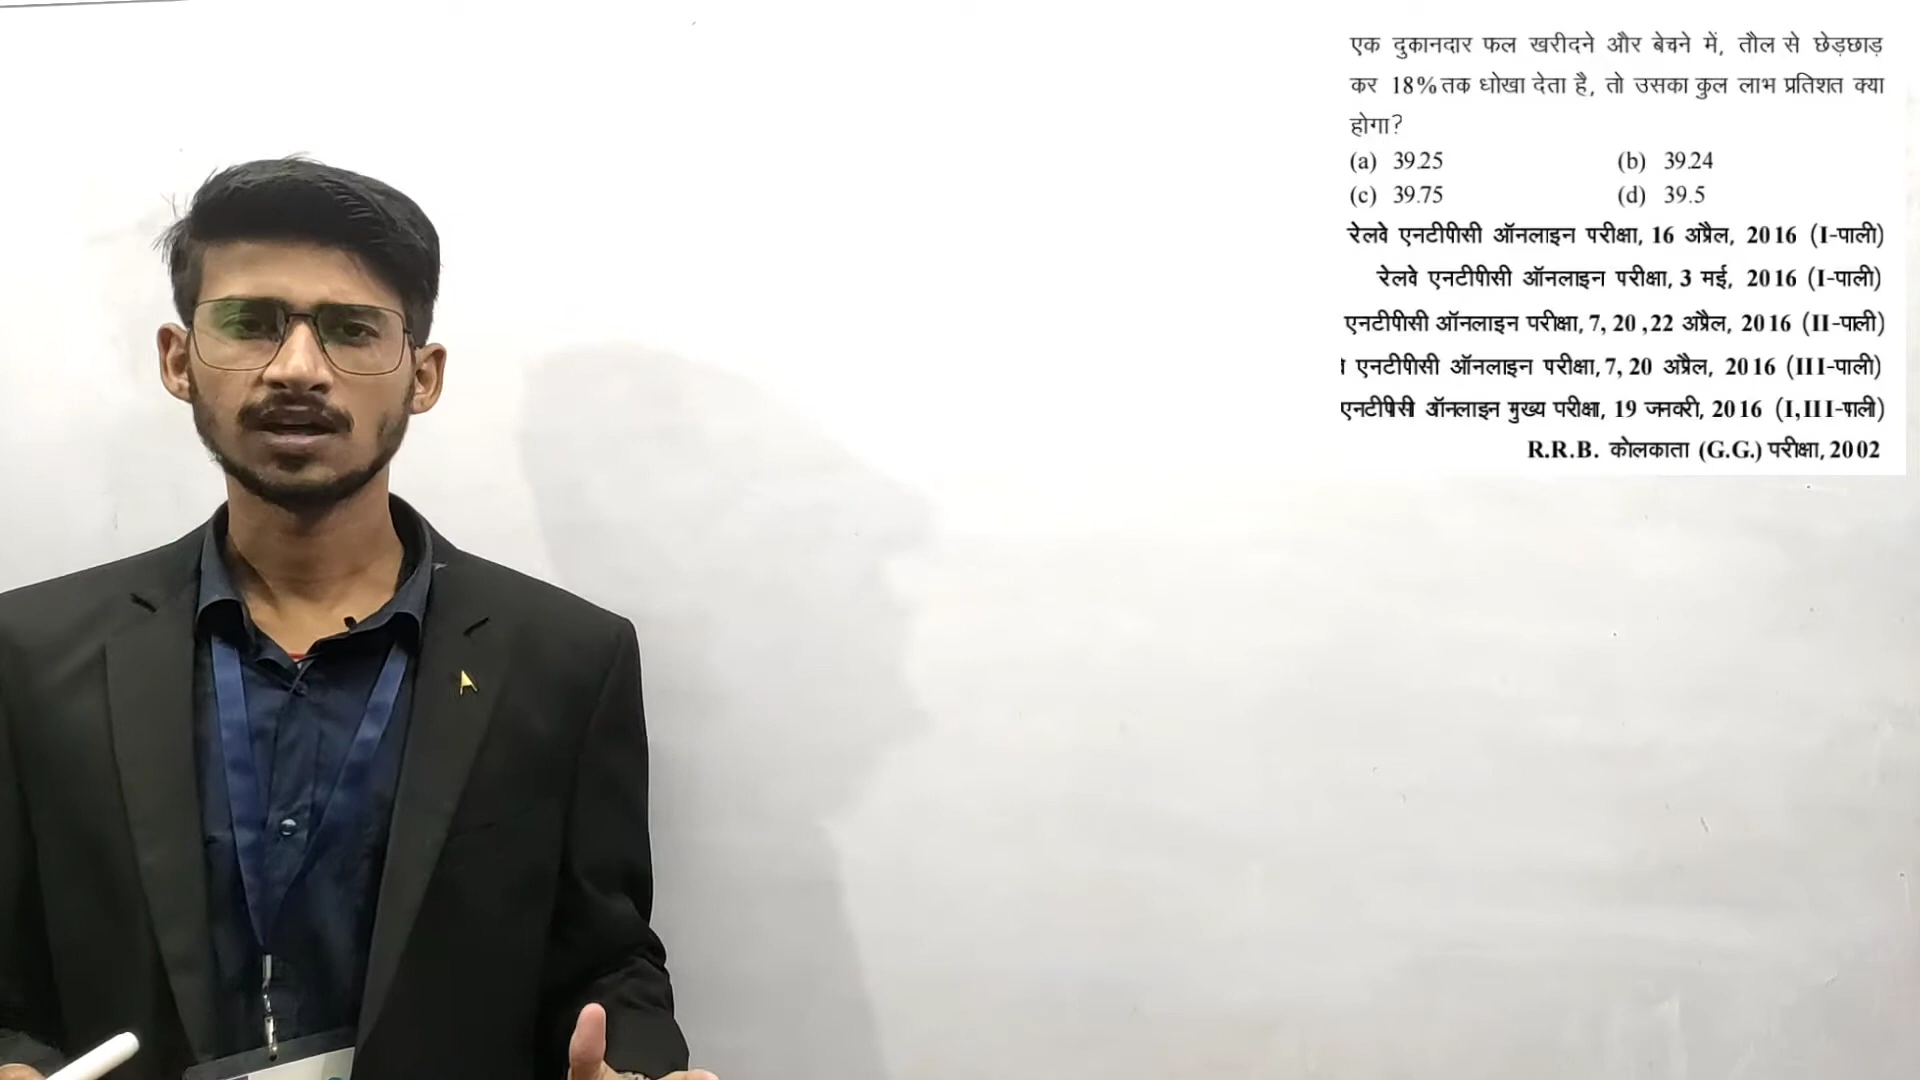 एक दुकानदार फल खरीदने और बेचने में, तौल से छेड़छाड़
कर 18% तक धोखा देता है, तो उसका कुल लाभ प्रतिशत क्या
होगा?
(a) 39.25 (b) 39.24
(c) 39.75 (d) 39.5
रेलवे एनटीपीसी ऑनलाइन परीक्षा, 16 अप्रैल, 2016 (I-पाली)
रेलवे एनटीपीसी ऑनलाइन परीक्षा, 3 मई, 2016 (I-पाली)
एनटीपीसी ऑनलाइन परीक्षा, 7, 20 ,22 अप्रैल, 2016 (II-पाली)
एनटीपीसी ऑनलाइन परीक्षा, 7, 20 अप्रैल, 2016 (III-पाली)
एनटीपीसी ऑनलाइन मुख्य परीक्षा, 19 जनवरी, 2016 (I,III-पाली)
R.R.B. कोलकाता (G.G.) परीक्षा, 2002